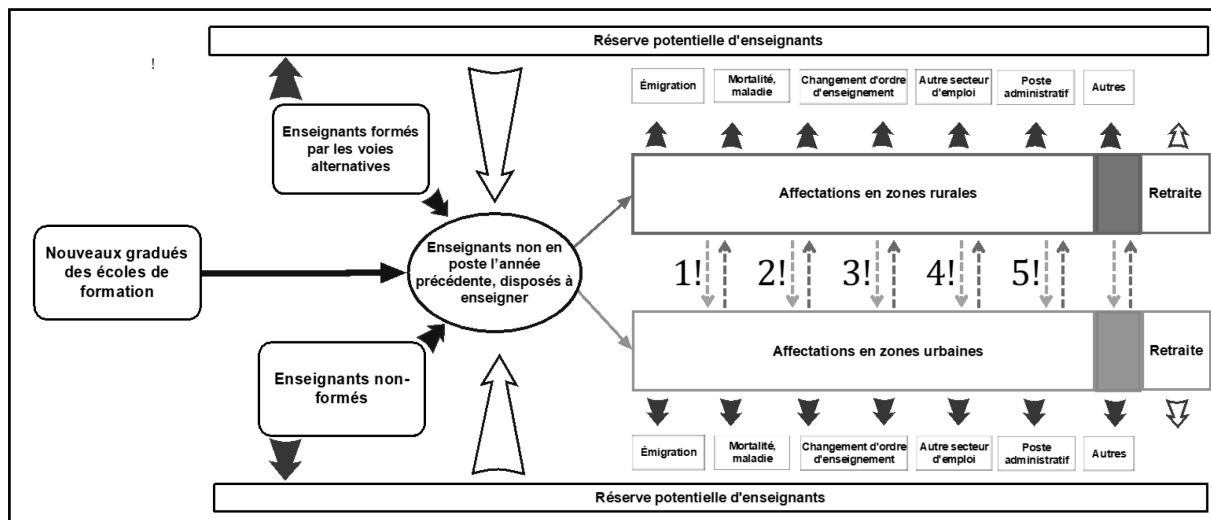 Réserve potentielle d'enseignants
!
Émigration
Mortalité,
maladie
Changement d'ordre
d'enseignement
Autre secteur
d'emploi
Poste
administratif
Autres
Enseignants formés
par les voies
alternatives
Affectations en zones rurales
Retraite
Nouveaux gradués
des écoles de
formation
Enseignants non en
poste l'année
précédente, disposés à
enseigner
1!
2!
3!
4!
5!
Enseignants non-
formés
Affectations en zones urbaines
Retraite
Émigration
Mortalité,
maladie
Changement d'ordre
d'enseignement
Autre secteur
d'emploi
Poste
administratif
Autres
Réserve potentielle d'enseignants